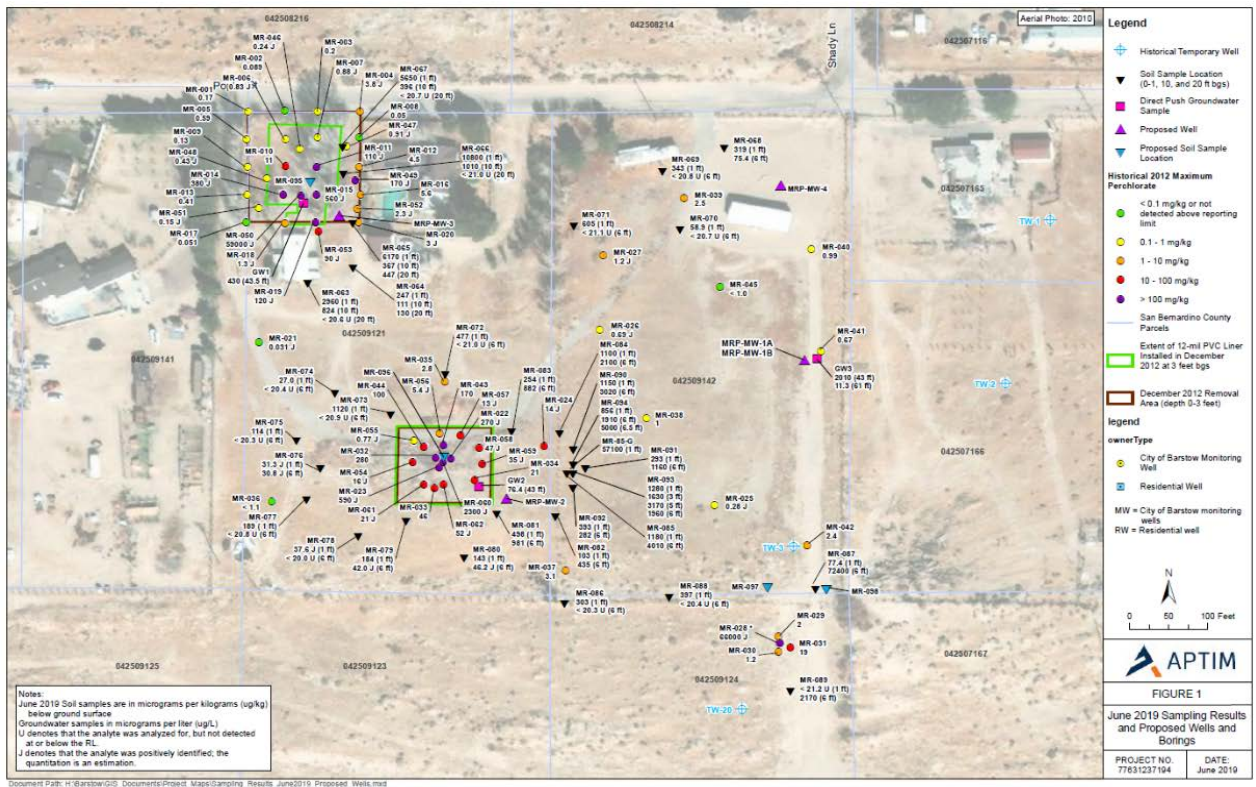 042508216
042508214
Aerial Photo: 2010
Shady Ln
042507116
MR-046
0.24 J
MR-003
0.2
MR-002
0.089
MR-007
0.88 J
MR-006
(0.83 J)
MR-004
3.8 J
MR-067
5650 (1 ft)
396 (10 ft)
< 20.7 U (20 ft)
MR-001
0.17
MR-005
0.59
MR-008
0.05
MR-047
0.91 J
MR-009
0.13
MR-048
0.43 J
MR-010
11
MR-011
110 J
MR-012
4.5
MR-066
10800 (1 ft)
1010 (10 ft)
< 21.0 U (20 ft)
MR-014
380 J
MR-095
MR-049
170 J
MR-013
0.41
MR-015
560 J
MR-016
5.6
MR-051
0.15 J
MR-052
2.3 J
MRP-MW-3
MR-017
0.051
MR-020
3 J
MR-050
59000 J
MR-018
1.3 J
MR-053
90 J
MR-065
6170 (1 ft)
367 (10 ft)
447 (20 ft)
GW1
430 (43.5 ft)
MR-019
120 J
MR-064
247 (1 ft)
111 (10 ft)
150 (20 ft)
MR-063
2960 (1 ft)
824 (10 ft)
< 20.6 U (20 ft)
MR-068
319 (1 ft)
75.4 (6 ft)
MR-069
343 (1 ft)
< 20.8 U (6 ft)
MR-039
2.5
MRP-MW-4
042507165
MR-071
605 (1 ft)
< 21.1 U (6 ft)
MR-070
58.9 (1 ft)
< 20.7 U (6 ft)
TW-1
MR-027
1.2 J
MR-040
0.99
MR-045
< 1.0
042509121
MR-021
0.031 J
MR-072
477 (1 ft)
< 21.0 U (6 ft)
MR-026
0.69 J
MRP-MW-1A
MRP-MW-1B
MR-041
0.67
GW3
2010 (43 ft)
11.3 (61 ft)
042509141
MR-035
2.8
MR-084
1100 (1 ft)
2100 (6 ft)
MR-074
27.0 (1 ft)
< 20.4 U (6 ft)
MR-096
MR-056
5.4 J
MR-044
100
MR-043
170
MR-083
254 (1 ft)
882 (6 ft)
MR-090
1150 (1 ft)
3020 (6 ft)
042509142
TW-2
MR-073
1120 (1 ft)
< 20.9 U (6 ft)
MR-057
13 J
MR-022
270 J
MR-024
14 J
MR-094
856 (1 ft)
1910 (6 ft)
5000 (6.5 ft)
MR-038
1
MR-075
114 (1 ft)
< 20.3 U (6 ft)
MR-055
0.77 J
MR-058
47 J
MR-85-G
57100 (1 ft)
MR-076
31.3 J (1 ft)
30.8 J (6 ft)
MR-032
280
MR-059
35 J
MR-034
21
MR-091
293 (1 ft)
1160 (6 ft)
042507166
MR-054
16 J
GW2
76.4 (43 ft)
MR-093
1280 (1 ft)
1630 (3 ft)
3170 (5 ft)
1960 (6 ft)
MR-023
590 J
MRP-MW-2
MR-036
< 1.1
MR-033
46
MR-060
2300 J
MR-025
0.28 J
MR-077
189 (1 ft)
< 20.8 U (6 ft)
MR-061
21 J
MR-062
52 J
MR-081
498 (1 ft)
981 (6 ft)
MR-092
393 (1 ft)
282 (6 ft)
MR-085
1180 (1 ft)
4010 (6 ft)
MR-078
37.6 J (1 ft)
< 20.0 U (6 ft)
MR-079
184 (1 ft)
42.0 J (6 ft)
MR-080
143 (1 ft)
46.2 J (6 ft)
MR-082
103 (1 ft)
435 (6 ft)
MR-042
2.4
TW-3
MR-037
3.1
MR-087
77.4 (1 ft)
72400 (6 ft)
MR-086
303 (1 ft)
< 20.3 U (6 ft)
MR-088
397 (1 ft)
< 20.4 U (6 ft)
MR-097
MR-098
MR-029
2
MR-028 *
66000 J
MR-031
19
MR-030
1.2
042509125
042509123
042509124
042507167
MR-089
< 21.2 U (1 ft)
2170 (6 ft)
TW-20
Notes:
June 2019 Soil samples are in micrograms per kilograms (ug/kg)
below ground surface
Groundwater samples in micrograms per liter (ug/L)
U denotes that the analyte was analyzed for, but not detected
at or below the RL.
J denotes that the analyte was positively identified; the
quantitation is an estimation.
Document Path: H:\Barstow\GIS_Documents\Project_Maps\Sampling_Results_June2019_Proposed_Wells.mxd
Legend
Historical Temporary Well
Soil Sample Location
(0-1, 10, and 20 ft bgs)
Direct Push Groundwater
Sample
Proposed Well
Proposed Soil Sample
Location
Historical 2012 Maximum
Perchlorate
< 0.1 mg/kg or not
detected above reporting
limit
0.1 - 1 mg/kg
1 - 10 mg/kg
10 - 100 mg/kg
> 100 mg/kg
San Bernardino County
Parcels
Extent of 12-mil PVC Liner
Installed in December
2012 at 3 feet bgs
December 2012 Removal
Area (depth 0-3 feet)
legend
ownerType
City of Barstow Monitoring
Well
Residential Well
MW = City of Barstow monitoring
wells
RW = Residential well
N
0 50 100 Feet
APTIM
FIGURE 1
June 2019 Sampling Results
and Proposed Wells and
Borings
PROJECT NO.
77631237194
DATE:
June 2019